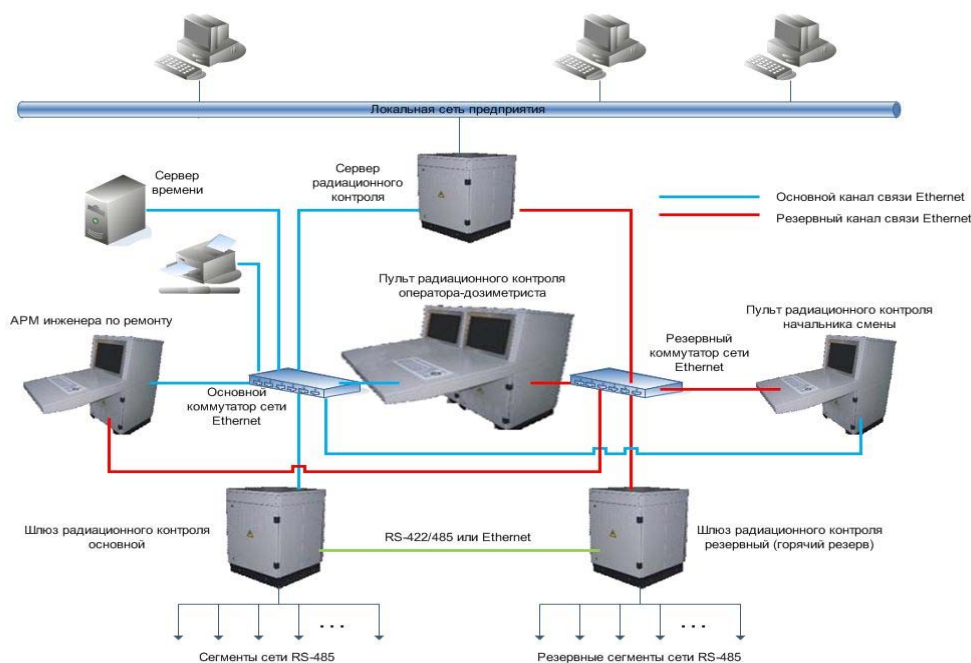 Локальная сеть предприятия
Сервер
времени
Сервер
радиационного
контроля
Основной канал связи Ethernet
Резервный канал связи Ethernet
Пульт радиационного контроля
оператора-дозиметриста
АРМ инженера по ремонту
Пульт радиационного контроля
начальника смены
Резервный
коммутатор сети
Ethernet
Основной
коммутатор сети
Ethernet
Шлюз радиационного контроля
основной
RS-422/485 или Ethernet
Шлюз радиационного контроля
резервный (горячий резерв)
...
...
Сегменты сети RS-485
Резервные сегменты сети RS-485